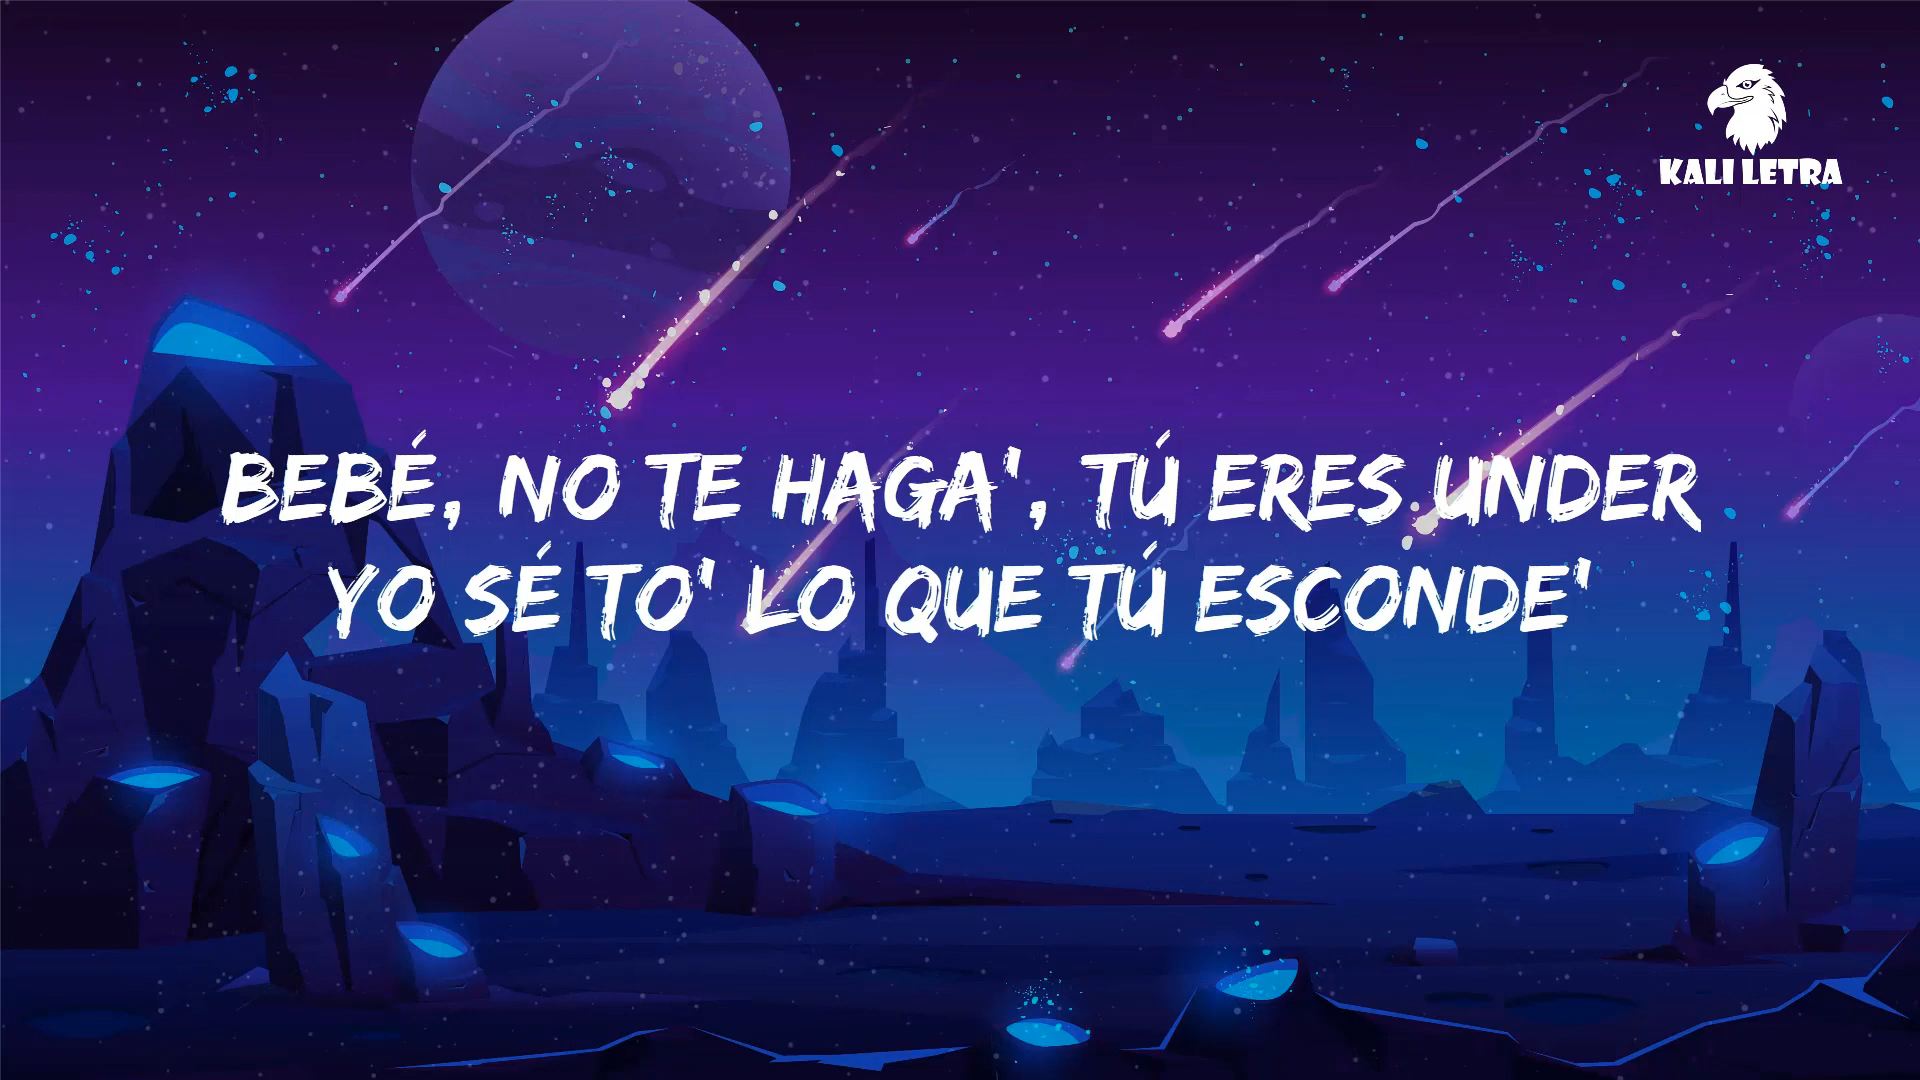 KALI LETRA
BEBÉ, NO TE HAGA', TÚ ERES UNDER
YO SÉ TO' LO QUE TÚ ESCONDE'